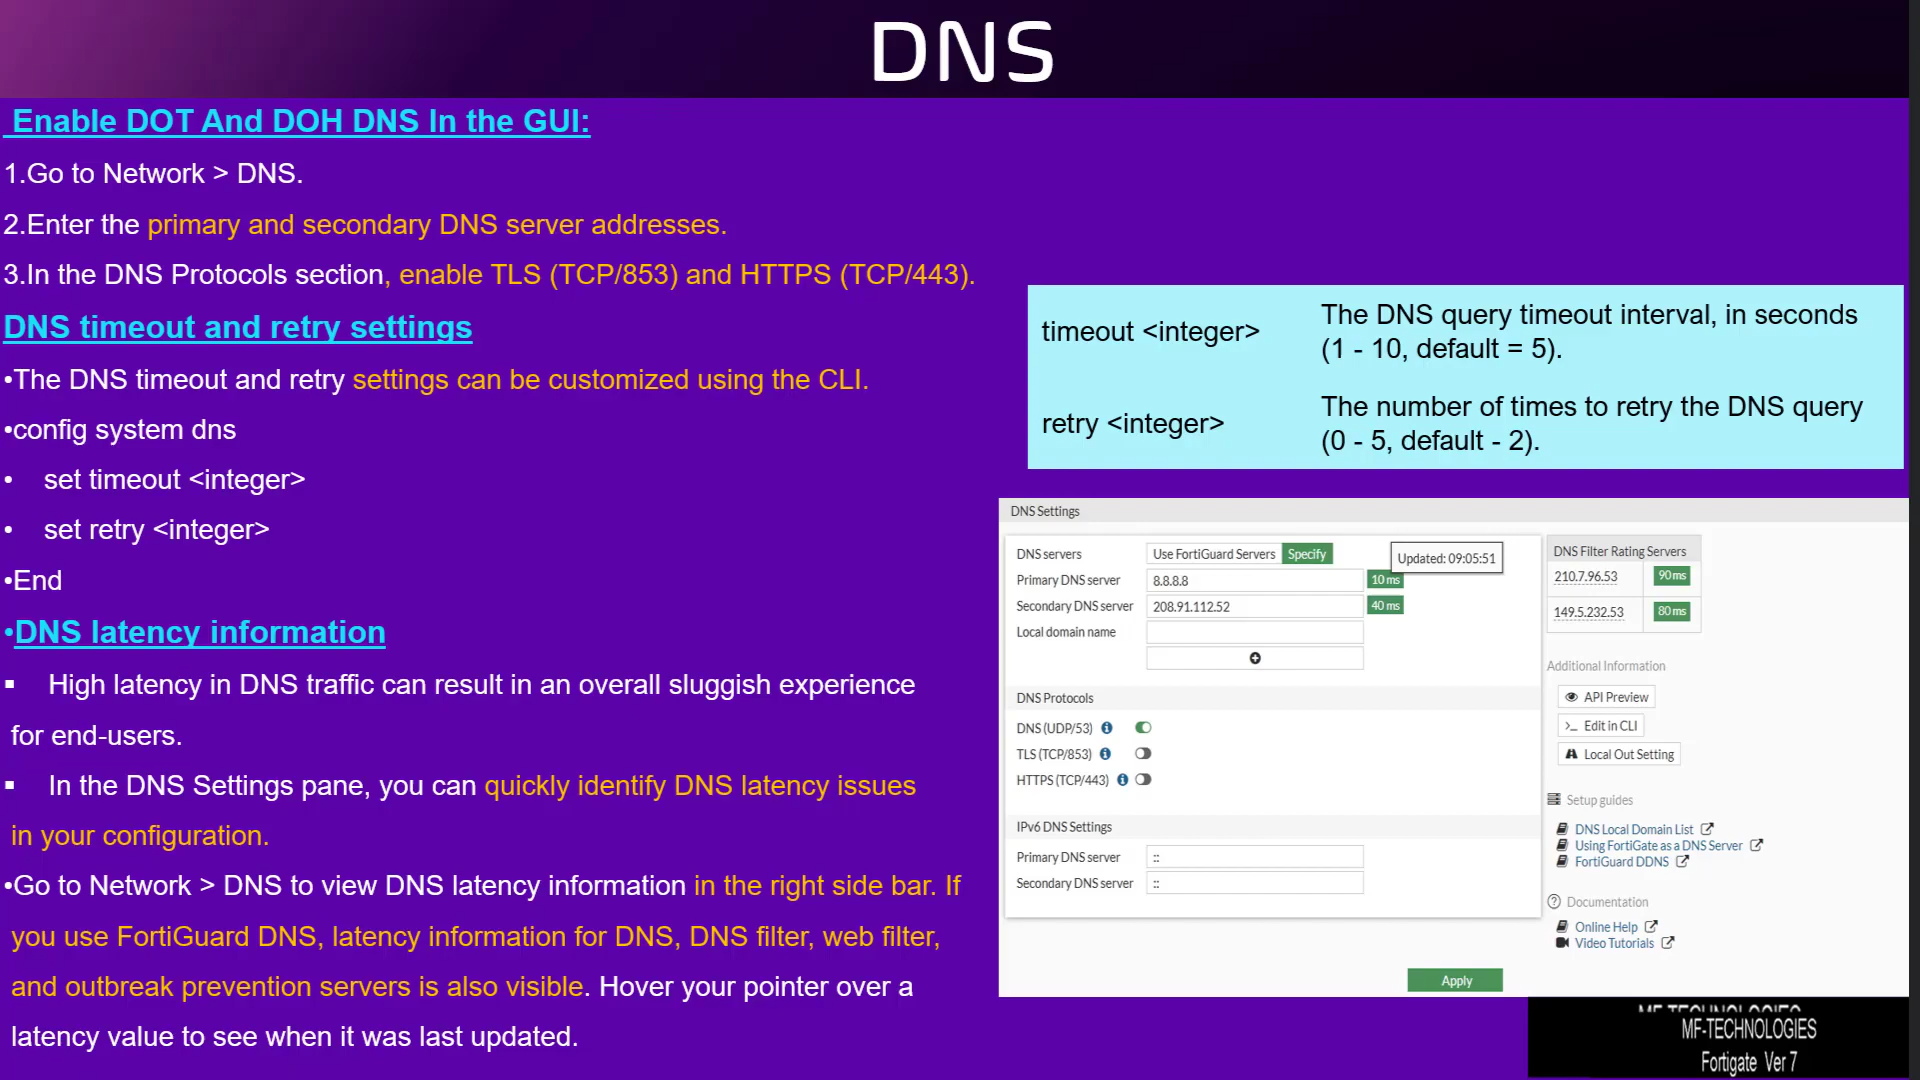 DNS
Enable DOT And DOH DNS In the GUI:
1.Go to Network > DNS.
2.Enter the primary and secondary DNS server addresses.
3.In the DNS Protocols section, enable TLS (TCP/853) and HTTPS (TCP/443).
DNS timeout and retry settings
•The DNS timeout and retry settings can be customized using the CLI.
•config system dns
• set timeout <integer>
• set retry <integer>
•End
•DNS latency information
▪ High latency in DNS traffic can result in an overall sluggish experience
for end-users.
▪ In the DNS Settings pane, you can quickly identify DNS latency issues
in your configuration.
•Go to Network > DNS to view DNS latency information in the right side bar. If
you use FortiGuard DNS, latency information for DNS, DNS filter, web filter,
and outbreak prevention servers is also visible. Hover your pointer over a
latency value to see when it was last updated.
timeout <integer> The DNS query timeout interval, in seconds
(1 - 10, default = 5).
retry <integer> The number of times to retry the DNS query
(0 - 5, default - 2).
DNS Settings
DNS servers Use FortiGuard Servers Specify Updated: 09:05:51
Primary DNS server 8.8.8.8 10 ms
Secondary DNS server 208.91.112.52 40 ms
Local domain name
DNS Protocols
DNS (UDP/53)
TLS (TCP/853)
HTTPS (TCP/443)
IPv6 DNS Settings
Primary DNS server ::
Secondary DNS server ::
Apply
DNS Filter Rating Servers
210.7.96.53 90 ms
149.5.232.53 80 ms
Additional Information
API Preview
>_ Edit in CLI
Local Out Setting
Setup guides
DNS Local Domain List
Using FortiGate as a DNS Server
FortiGuard DDNS
Documentation
Online Help
Video Tutorials
MF-TECHNOLOGIES
MF-TECHNOLOGIES
Fortigate Ver 7